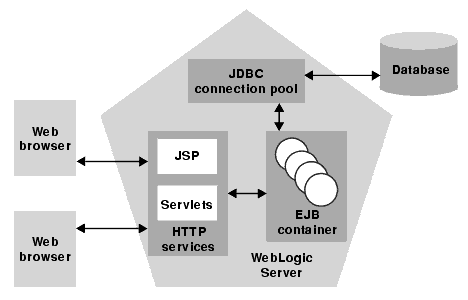 JDBC
connection pool
Database
Web
browser
JSP
Servlets
HTTP
services
EJB
container
Web
browser
WebLogic
Server